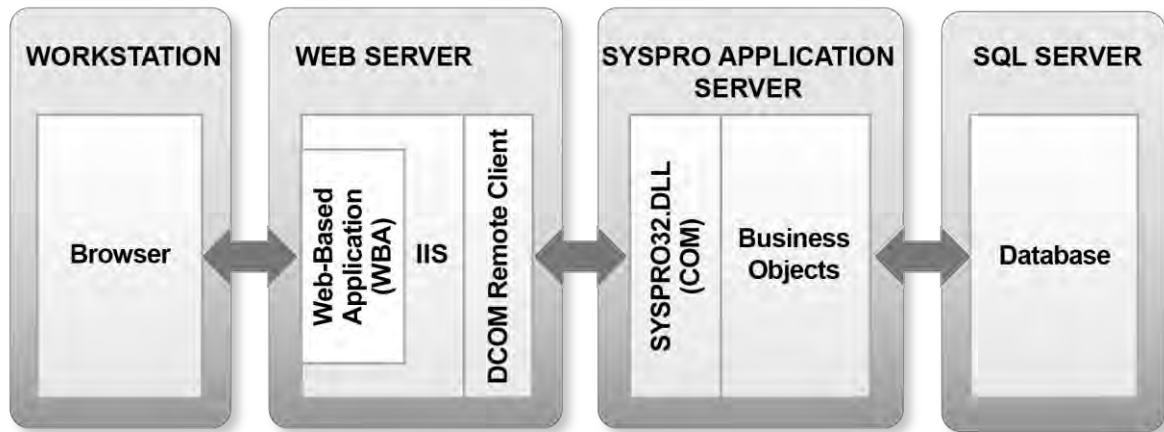 WORKSTATION
Browser
WEB SERVER
Web-Based
Application
(WBA)
IIS
DCOM Remote Client
SYSPRO APPLICATION
SERVER
SYSPRO32.DLL
(COM)
Business
Objects
SQL SERVER
Database